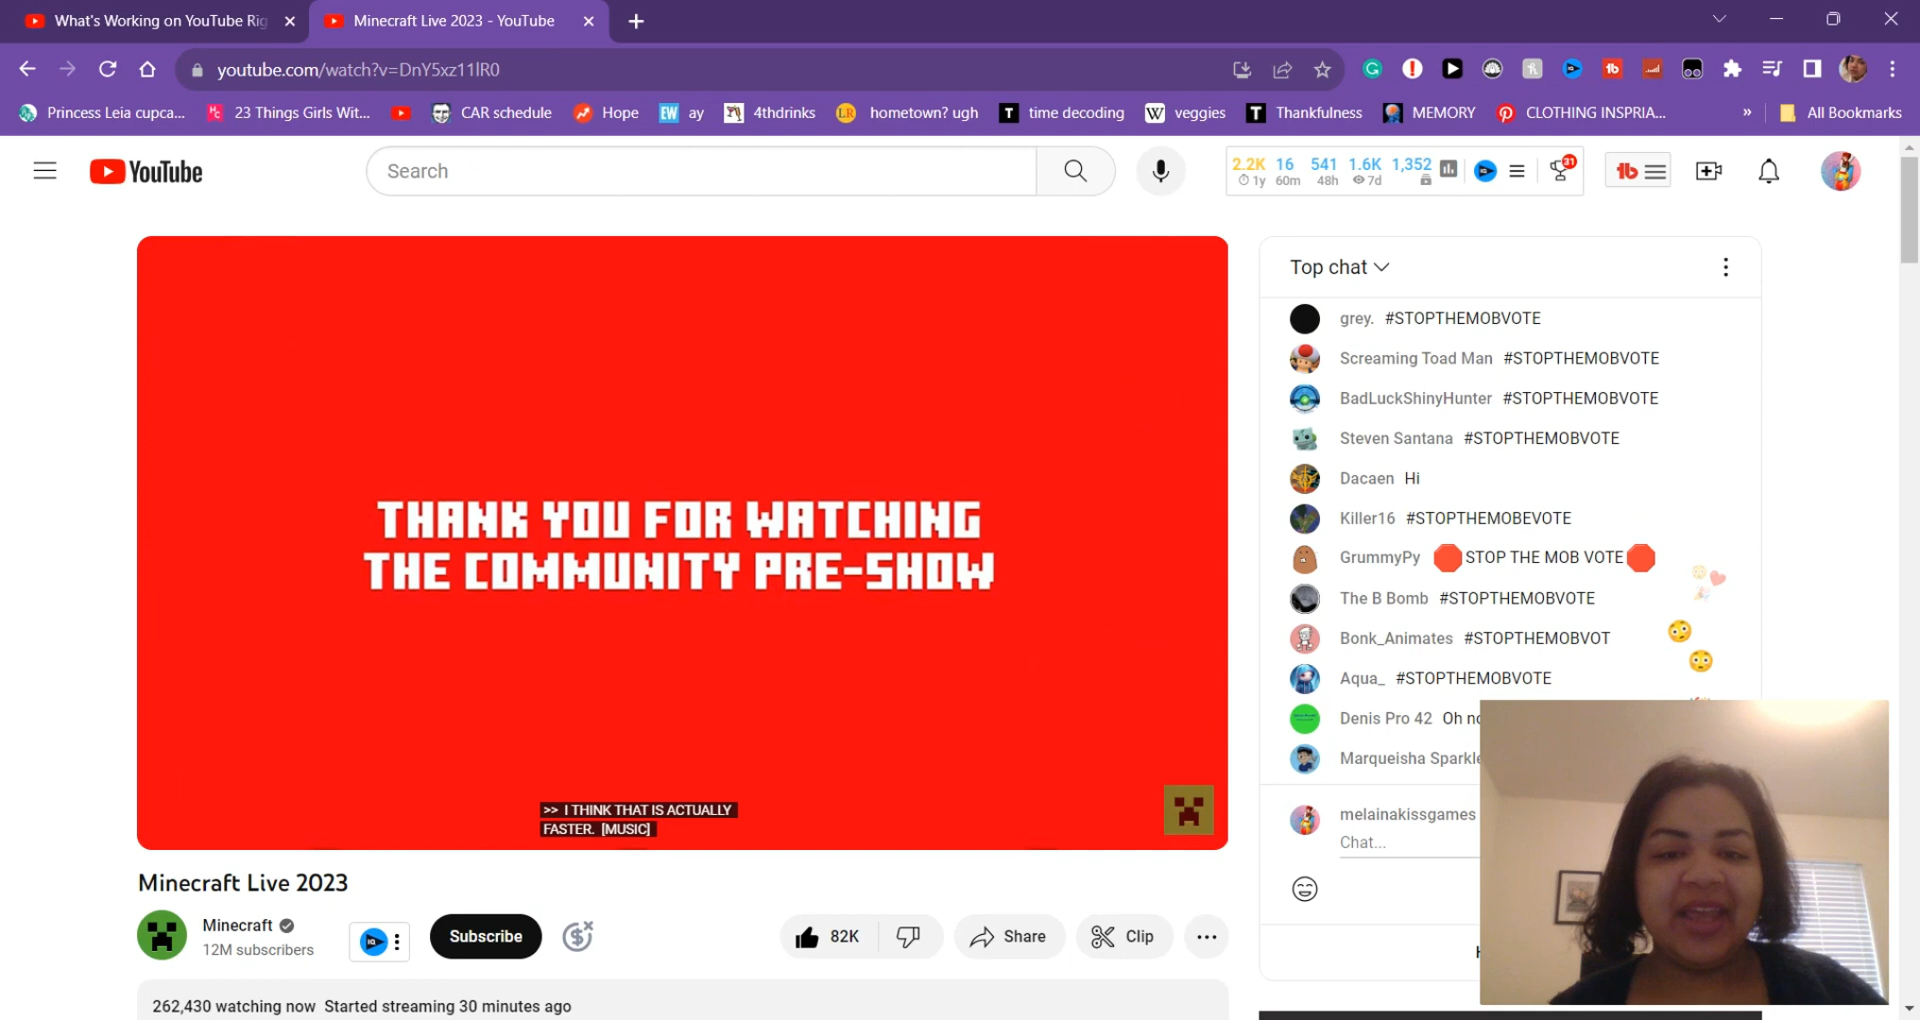 What's Working on YouTube Rig
Minecraft Live 2023 - YouTube
youtube.com/watch?v=DnY5xz11lR0
Princess Leia cupca...
23 Things Girls Wit...
CAR schedule
Hope
EW ay
4thdrinks
LR hometown? ugh
T time decoding
W veggies
T Thankfulness
MEMORY
CLOTHING INSPRIA...
»
All Bookmarks
YouTube
Search
2.2K 16 541 1.6K 1,352
1y 60m 48h 7d
31
Top chat
grey. #STOPTHEMOBVOTE
Screaming Toad Man #STOPTHEMOBVOTE
BadLuckShinyHunter #STOPTHEMOBVOTE
Steven Santana #STOPTHEMOBVOTE
Dacaen Hi
Killer16 #STOPTHEMOBEVOTE
GrummyPy 🛑STOP THE MOB VOTE🛑
The B Bomb #STOPTHEMOBVOTE
Bonk_Animates #STOPTHEMOBVOT
Aqua_ #STOPTHEMOBVOTE
Denis Pro 42 Oh
Marqueisha
melainakissgames
Chat...
THANK YOU FOR WATCHING
THE COMMUNITY PRE-SHOW
>> I THINK THAT IS ACTUALLY
FASTER. [MUSIC]
Minecraft Live 2023
Minecraft
12M subscribers
Subscribe
82K
Share
Clip
262,430 watching now Started streaming 30 minutes ago